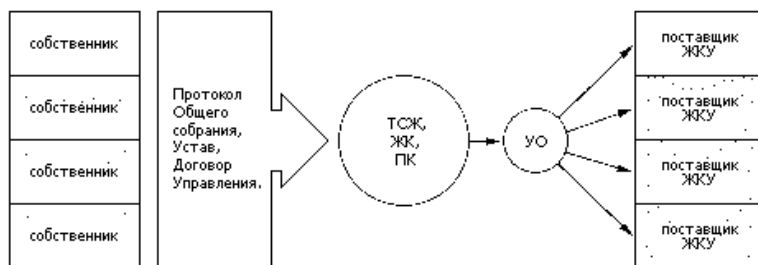 собственник
собственник
собственник
собственник
Протокол
Общего
собрания,
Устав,
Договор
Управления.
ТСЖ,
ЖК,
ПК
УО
поставщик
ЖКУ
поставщик
ЖКУ
поставщик
ЖКУ
поставщик
ЖКУ